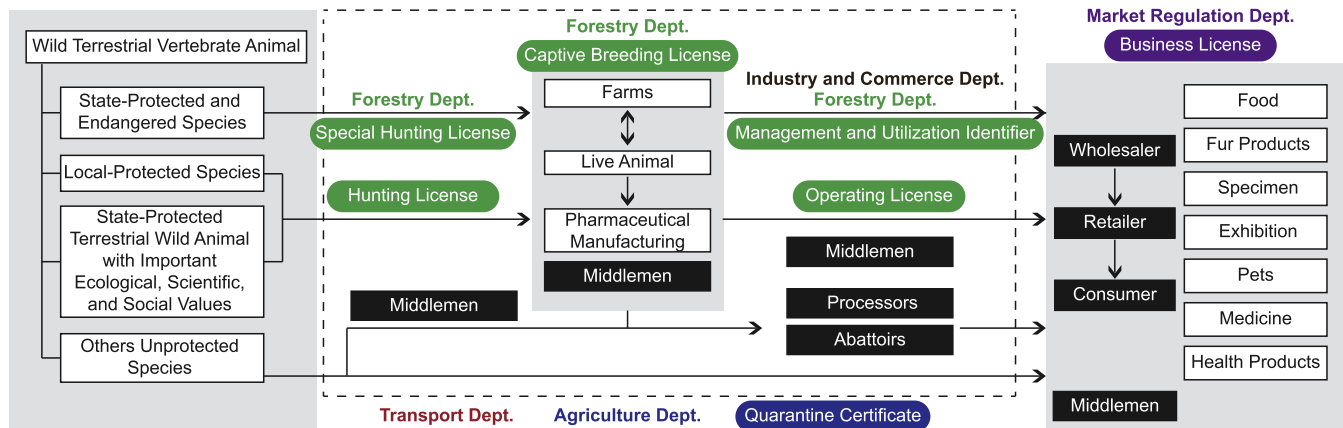 Wild Terrestrial Vertebrate Animal
State-Protected and
Endangered Species
Local-Protected Species
State-Protected
Terrestrial Wild Animal
with Important
Ecological, Scientific,
and Social Values
Others Unprotected
Species
Forestry Dept.
Special Hunting License
Hunting License
Middlemen
Forestry Dept.
Captive Breeding License
Farms
Live Animal
Pharmaceutical
Manufacturing
Middlemen
Industry and Commerce Dept.
Forestry Dept.
Management and Utilization Identifier
Operating License
Middlemen
Processors
Abattoirs
Transport Dept.
Agriculture Dept.
Quarantine Certificate
Market Regulation Dept.
Business License
Wholesaler
Retailer
Consumer
Middlemen
Food
Fur Products
Specimen
Exhibition
Pets
Medicine
Health Products